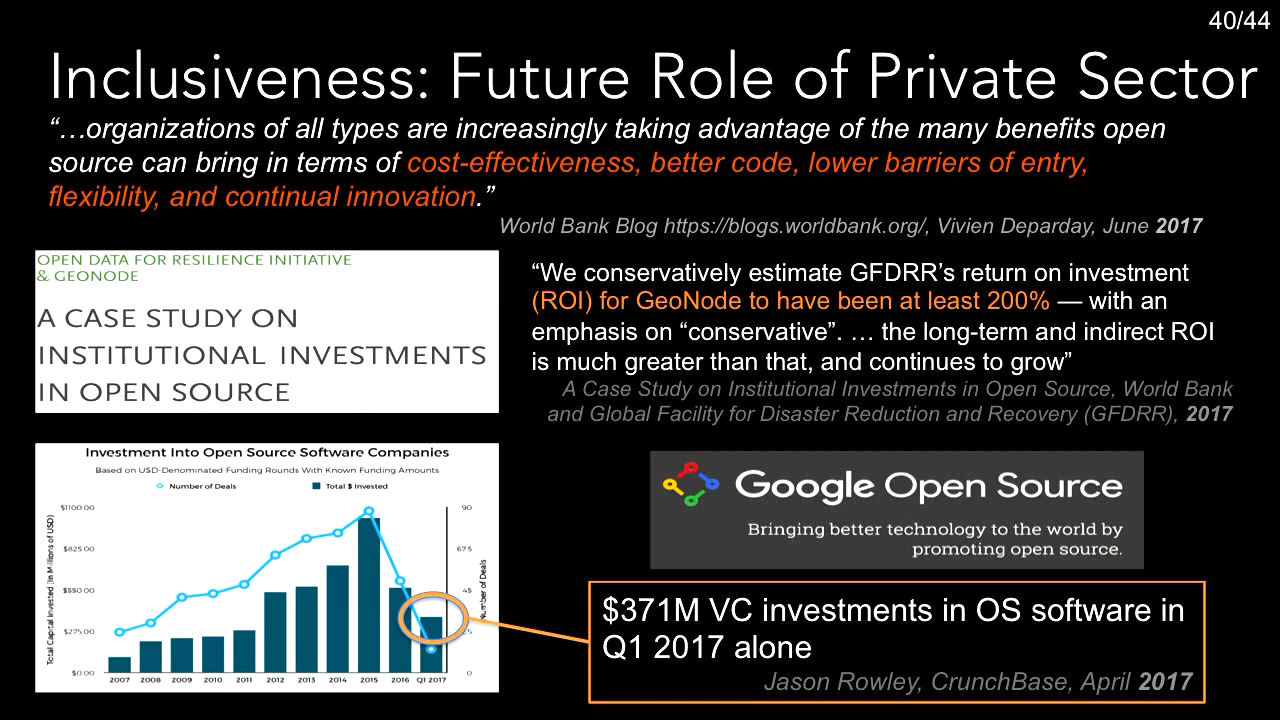 40/44
Inclusiveness: Future Role of Private Sector
“…organizations of all types are increasingly taking advantage of the many benefits open
source can bring in terms of cost-effectiveness, better code, lower barriers of entry,
flexibility, and continual innovation.”
World Bank Blog https://blogs.worldbank.org/, Vivien Deparday, June 2017
OPEN DATA FOR RESILIENCE INITIATIVE
& GEONODE
A CASE STUDY ON
INSTITUTIONAL INVESTMENTS
IN OPEN SOURCE
“We conservatively estimate GFDRR’s return on investment
(ROI) for GeoNode to have been at least 200% — with an
emphasis on “conservative”. … the long-term and indirect ROI
is much greater than that, and continues to grow”
A Case Study on Institutional Investments in Open Source, World Bank
and Global Facility for Disaster Reduction and Recovery (GFDRR), 2017
Investment Into Open Source Software Companies
Based on USD-Denominated Funding Rounds With Known Funding Amounts
Number of Deals
Total $ Invested
Total Capital Invested (In Millions of USD)
$1100.00
$825.00
$550.00
$275.00
$0.00
90
67.5
45
0
Number of Deals
2007 2008 2009 2010 2011 2012 2013 2014 2015 2016 Q1 2017
Google Open Source
Bringing better technology to the world by
promoting open source.
$371M VC investments in OS software in
Q1 2017 alone
Jason Rowley, CrunchBase, April 2017